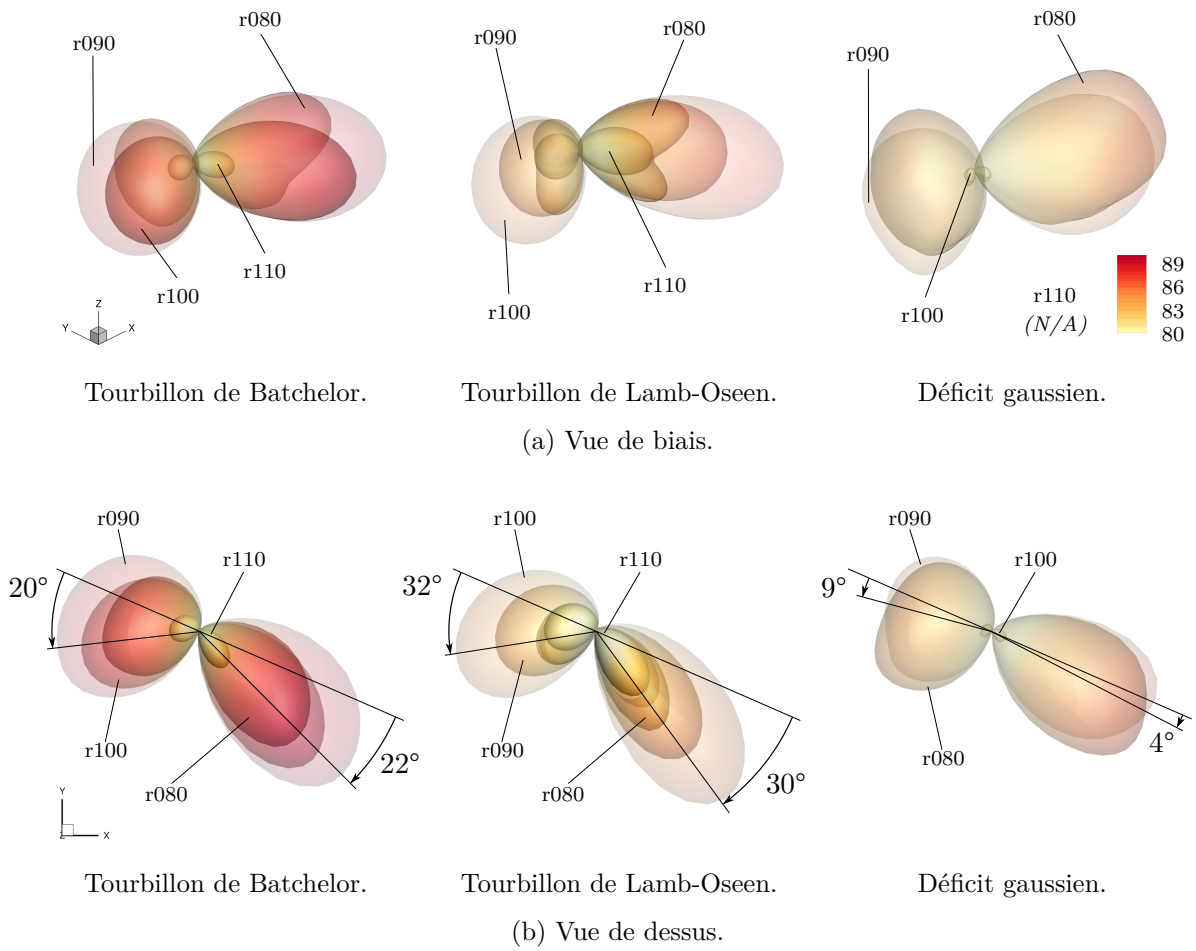 r090
r080
r100
r110
Z
Y
X
Tourbillon de Batchelor.
r090
r080
r100
r110
Tourbillon de Lamb-Oseen.
r090
r080
r100
r110
(N/A)
89
86
83
80
Déficit gaussien.
(a) Vue de biais.
r090
r110
20°
r100
r080
22°
Y
Z
X
Tourbillon de Batchelor.
r100
r110
32°
r090
r080
30°
Tourbillon de Lamb-Oseen.
r090
r100
9°
r080
4°
Déficit gaussien.
(b) Vue de dessus.